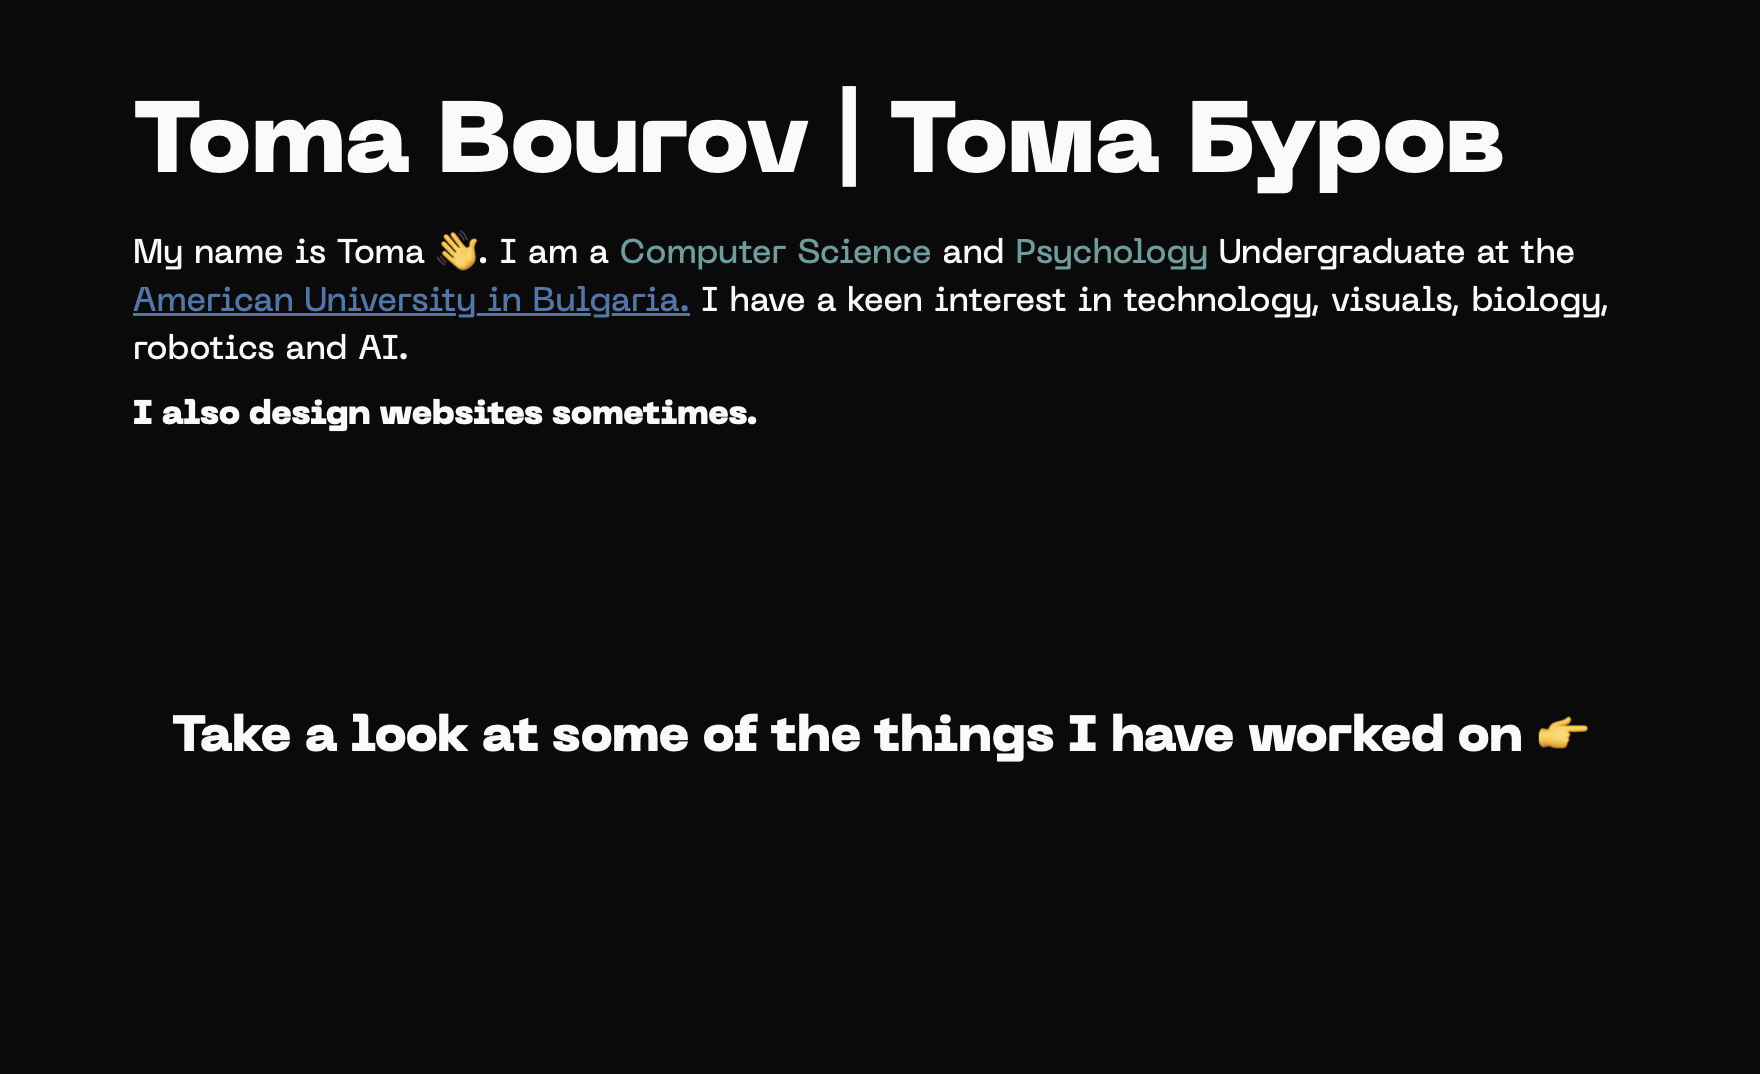 Toma Bourov | Тома Буров
My name is Toma 👋. I am a Computer Science and Psychology Undergraduate at the
American University in Bulgaria. I have a keen interest in technology, visuals, biology,
robotics and AI.
I also design websites sometimes.
Take a look at some of the things I have worked on 👉